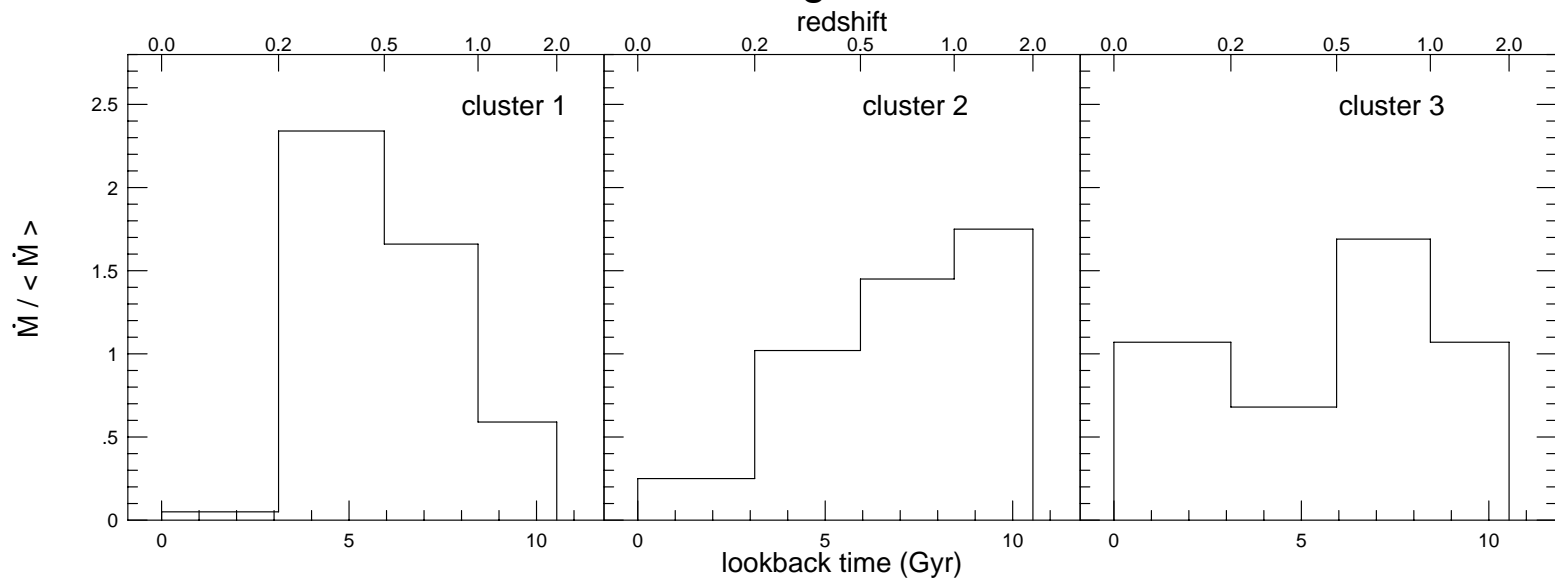 redshift
0.0 0.2 0.5 1.0 2.0 0.0 0.2 0.5 1.0 2.0 0.0 0.2 0.5 1.0 2.0
cluster 1 cluster 2 cluster 3
2.5
2
1.5
1
.5
0
Ṁ / < Ṁ >
0 5 10 0 5 10 0 5 10
lookback time (Gyr)